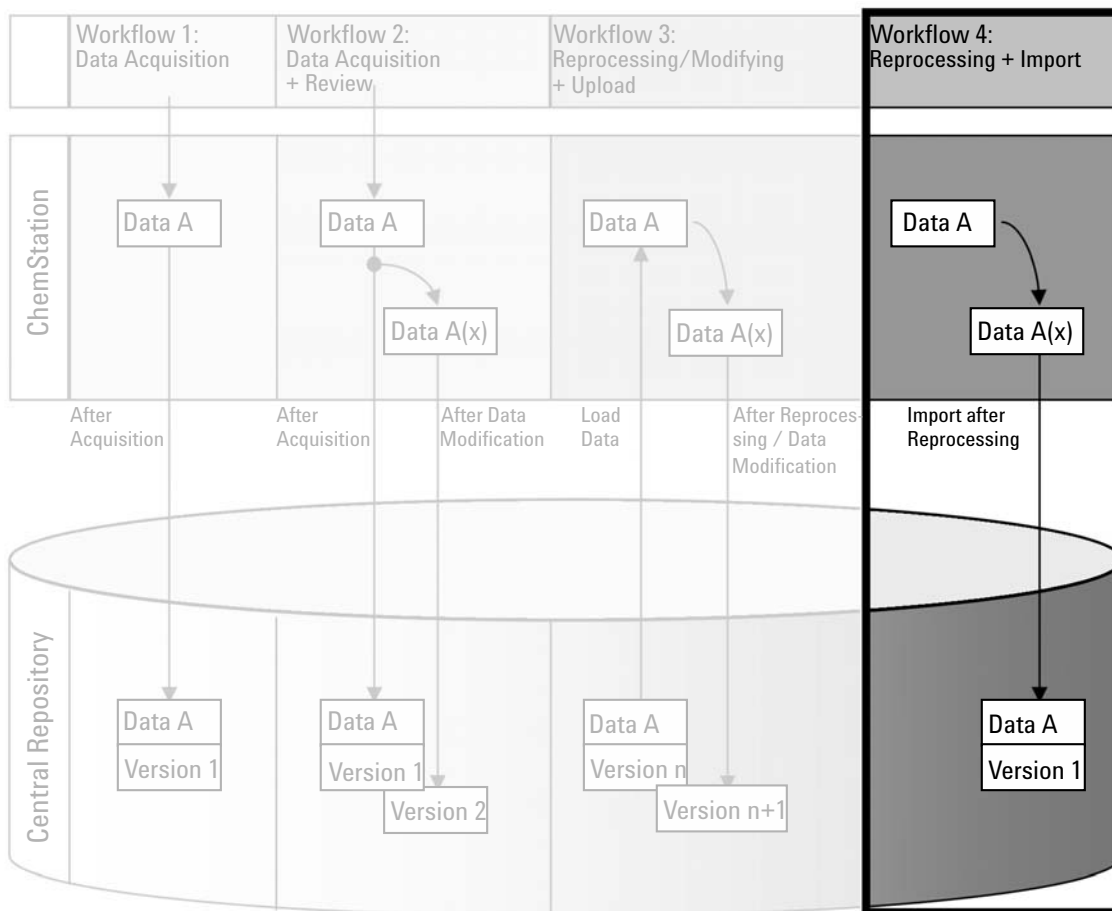 Workflow 1:
Data Acquisition
Workflow 2:
Data Acquisition
+ Review
Workflow 3:
Reprocessing/Modifying
+ Upload
Workflow 4:
Reprocessing + Import
ChemStation
Data A
Data A
Data A(x)
Data A
Data A(x)
Data A
Data A(x)
After
Acquisition
After
Acquisition
After Data
Modification
Load
Data
After Reproces-
sing / Data
Modification
Import after
Reprocessing
Central Repository
Data A
Version 1
Data A
Version 1
Version 2
Data A
Version n
Version n+1
Data A
Version 1